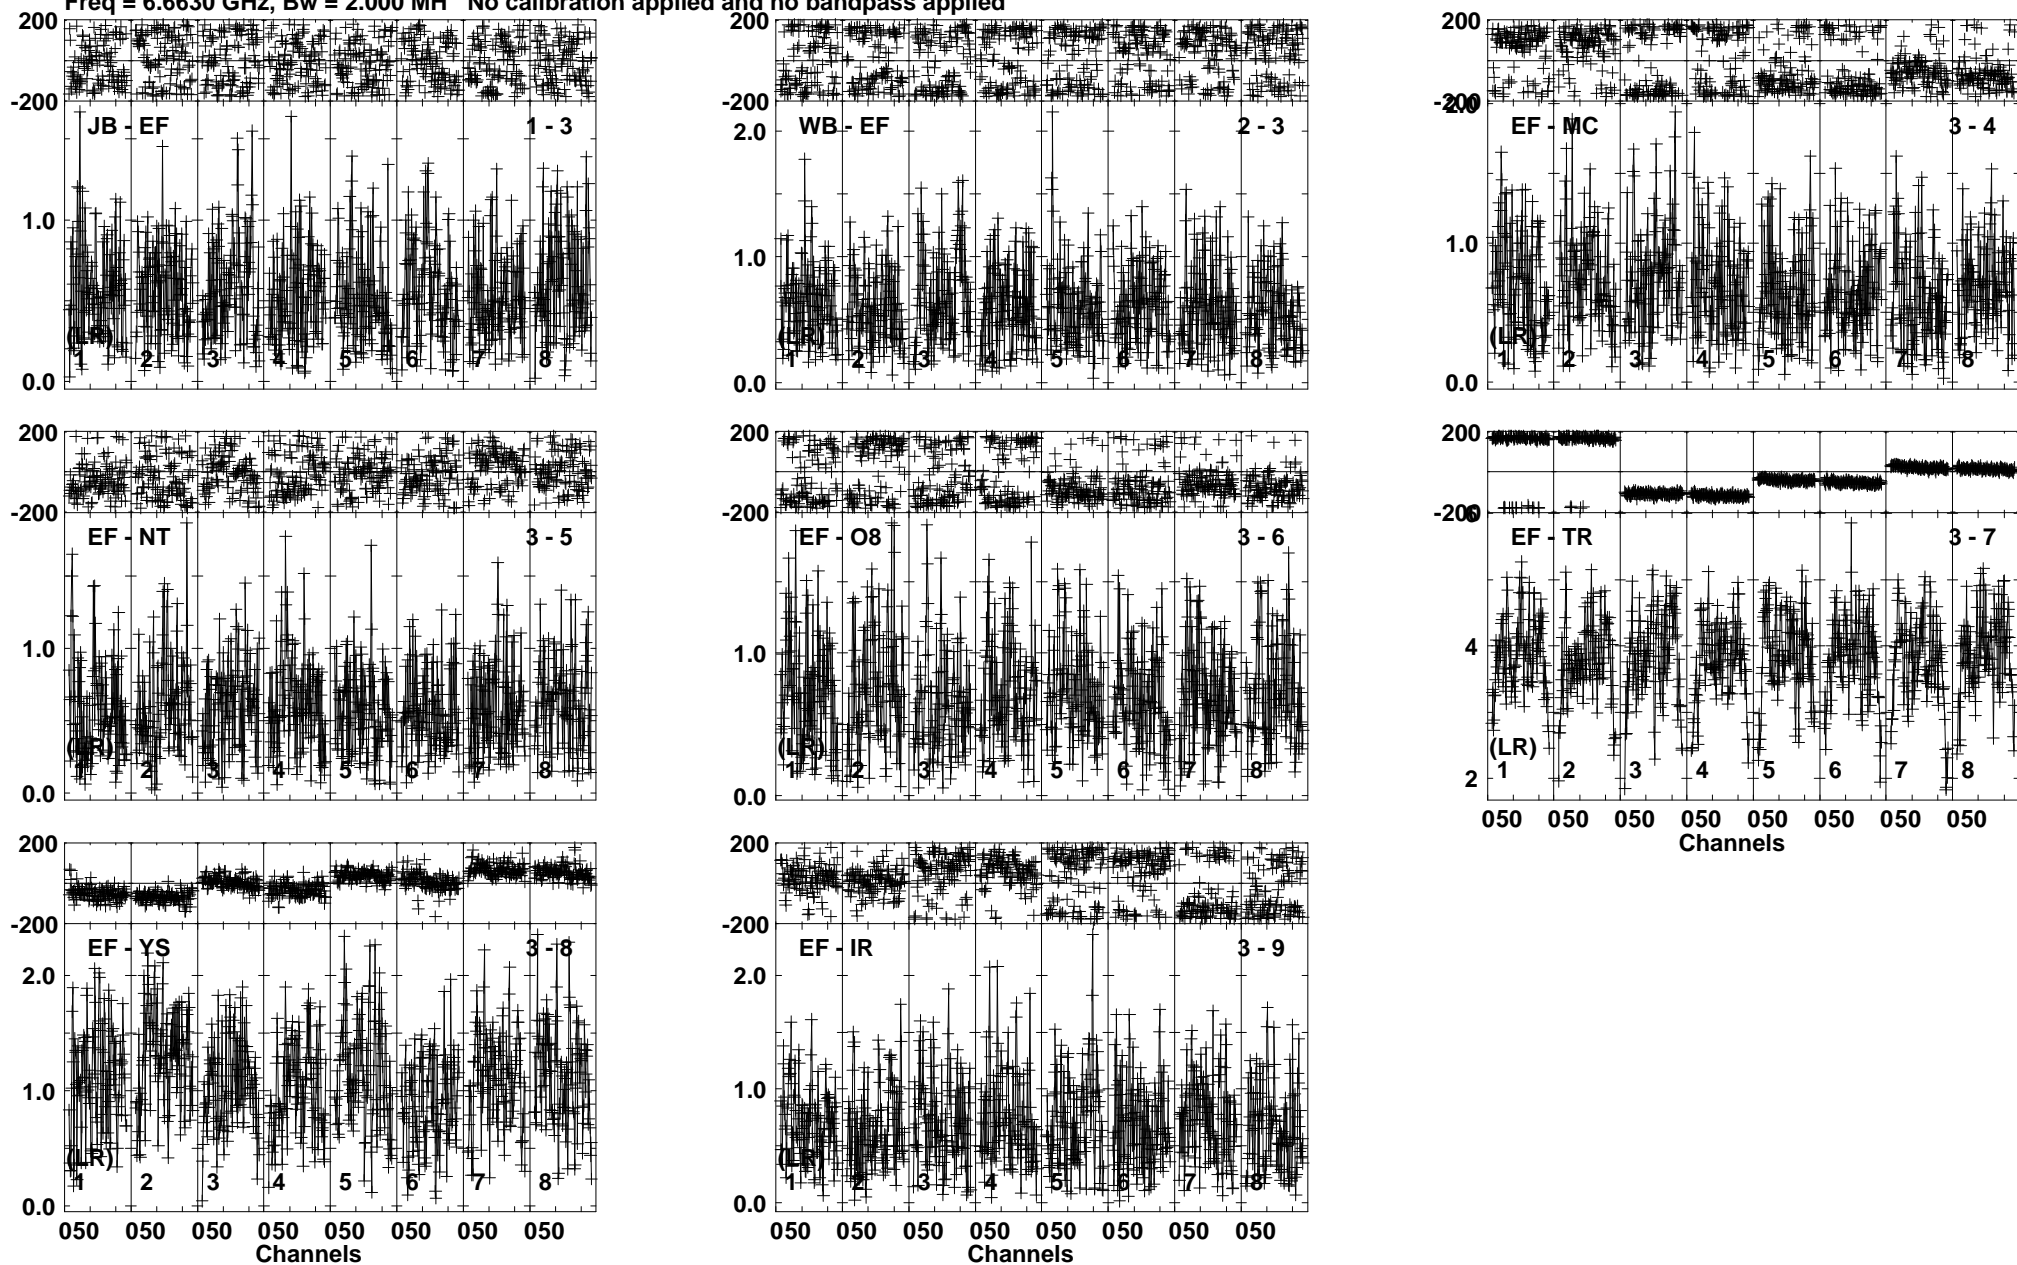 Freq = 6.6630 GHz, Bw = 2.000 MH   No calibration applied and no bandpass applied
200
-200
JB - EF
1 - 3
1.0
(LR)
1 2 3 4 5 6 7 8
0.0
200
-200
WB - EF
2 - 3
2.0
1.0
(LR)
1 2 3 4 5 6 7 8
0.0
200
-200
2.0
EF - MC
3 - 4
1.0
(LR)
1 2 3 4 5 6 7 8
0.0
200
-200
EF - NT
3 - 5
1.0
(LR)
1 2 3 4 5 6 7 8
0.0
200
-200
EF - O8
3 - 6
1.0
(LR)
1 2 3 4 5 6 7 8
0.0
200
-200
6
EF - TR
3 - 7
4
(LR)
1 2 3 4 5 6 7 8
2
050 050 050 050 050 050 050 050
Channels
200
-200
EF - YS
3 - 8
2.0
1.0
(LR)
1 2 3 4 5 6 7 8
0.0
050 050 050 050 050 050 050 050
Channels
200
-200
EF - IR
3 - 9
2.0
1.0
(LR)
1 2 3 4 5 6 7 8
0.0
050 050 050 050 050 050 050 050
Channels